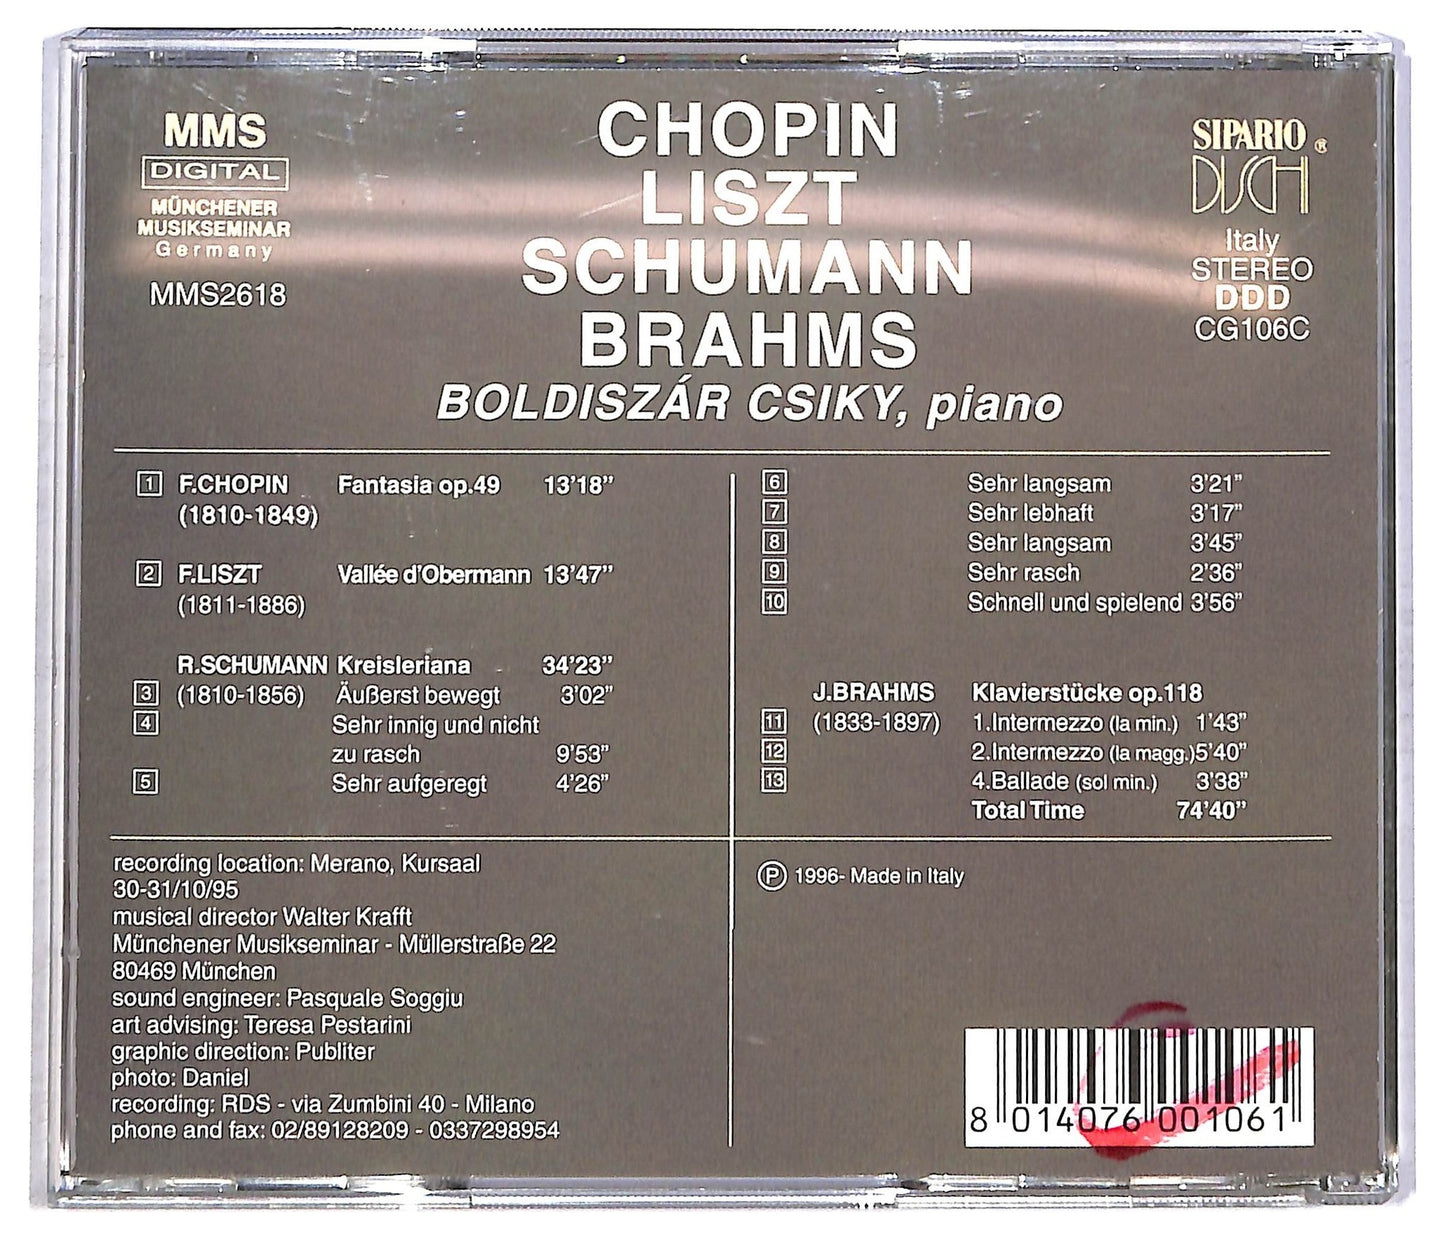 MMS
DIGITAL
MÜNCHENER
MUSIKSEMINAR
Germany
MMS2618
CHOPIN
LISZT
SCHUMANN
BRAHMS
BOLDISZÁR CSIKY, piano
SIPARIO ®
DISCH
Italy
STEREO
DDD
CG106C
1 F.CHOPIN Fantasia op.49 13'18"
(1810-1849)
2 F.LISZT Vallée d'Obermann 13'47"
(1811-1886)
R.SCHUMANN Kreisleriana 34'23"
3 (1810-1856) Äußerst bewegt 3'02"
4 Sehr innig und nicht
zu rasch 9'53"
5 Sehr aufgeregt 4'26"
6 Sehr langsam 3'21"
7 Sehr lebhaft 3'17"
8 Sehr langsam 3'45"
9 Sehr rasch 2'36"
10 Schnell und spielend 3'56"
J.BRAHMS Klavierstücke op.118
11 (1833-1897) 1.Intermezzo (la min.) 1'43"
12 2.Intermezzo (la magg.)5'40"
13 4.Ballade (sol min.) 3'38"
Total Time 74'40"
recording location: Merano, Kursaal
30-31/10/95
musical director Walter Krafft
Münchener Musikseminar - Müllerstraße 22
80469 München
sound engineer: Pasquale Soggiu
art advising: Teresa Pestarini
graphic direction: Publiter
photo: Daniel
recording: RDS - via Zumbini 40 - Milano
phone and fax: 02/89128209 - 0337298954
℗ 1996- Made in Italy
8 014076 001061